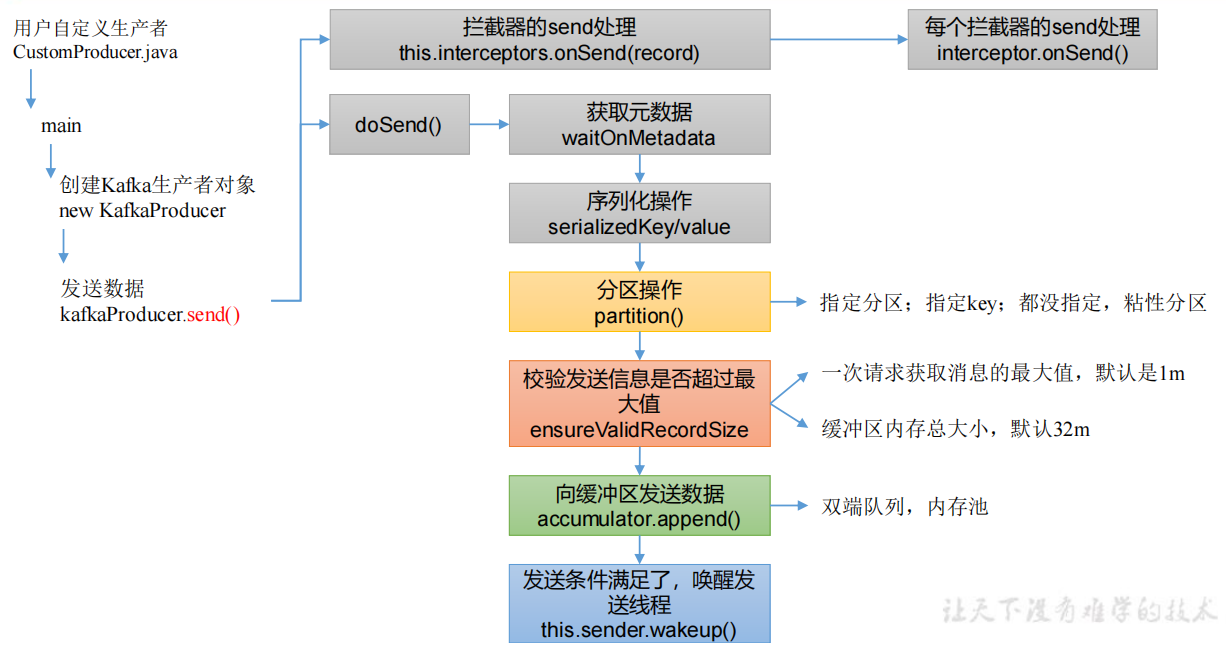 用户自定义生产者
CustomProducer.java
main
创建Kafka生产者对象
new KafkaProducer
发送数据
kafkaProducer.send()
拦截器的send处理
this.interceptors.onSend(record)
每个拦截器的send处理
interceptor.onSend()
doSend()
获取元数据
waitOnMetadata
序列化操作
serializedKey/value
分区操作
partition()
指定分区；指定key；都没指定，粘性分区
校验发送信息是否超过最
大值
ensureValidRecordSize
一次请求获取消息的最大值，默认是1m
缓冲区内存总大小，默认32m
向缓冲区发送数据
accumulator.append()
双端队列，内存池
发送条件满足了，唤醒发
送线程
this.sender.wakeup()
让天下没有难学的技术